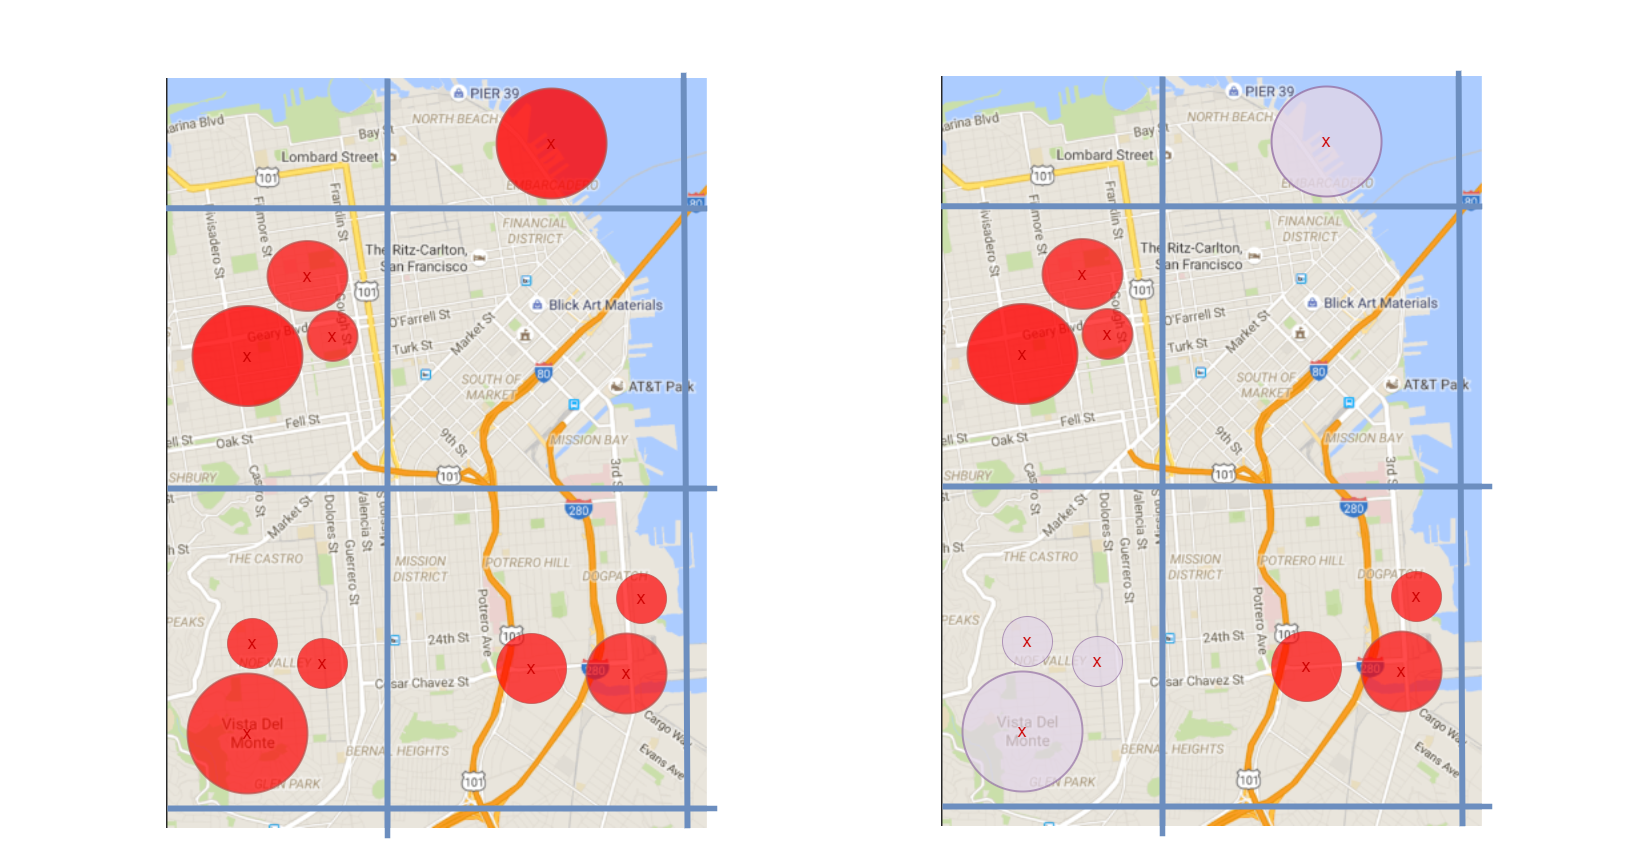 PIER 39
NORTH BEACH
arina Blvd
Bay St
Lombard Street
101
EMBARCADERO
80
Divisadero St
Fillmore St
Franklin St
FINANCIAL
DISTRICT
The Ritz-Carlton,
San Francisco
X
101
Gough St
Blick Art Materials
Geary Blvd
X
O'Farrell St
Turk St
Market St
X
SOUTH OF
MARKET
80
AT&T Park
Fell St
ell St
Oak St
9th St
MISSION BAY
SHBURY
Castro St
101
3rd S
Market St
Dolores St
Valencia St
280
h St
THE CASTRO
Guerrero St
MISSION
DISTRICT
POTRERO HILL
DOGPATCH
X
PEAKS
Potrero Ave
X
24th St
101
NOE VALLEY
X
X
280
X
Cesar Chavez St
Vista Del
Monte
X
Cargo Way
BERNAL HEIGHTS
Evans Ave
GLEN PARK
101
PIER 39
NORTH BEACH
arina Blvd
Bay St
Lombard Street
X
101
EMBARCADERO
80
Divisadero St
Fillmore St
Franklin St
FINANCIAL
DISTRICT
The Ritz-Carlton,
San Francisco
X
101
Gough St
Blick Art Materials
Geary Blvd
X
O'Farrell St
Turk St
Market St
X
SOUTH OF
MARKET
80
AT&T Park
Fell St
ell St
Oak St
9th St
MISSION BAY
SHBURY
Castro St
101
3rd S
Market St
Dolores St
Valencia St
280
h St
THE CASTRO
Guerrero St
MISSION
DISTRICT
POTRERO HILL
DOGPATCH
X
PEAKS
Potrero Ave
X
24th St
101
NOE VALLEY
X
X
280
X
Cesar Chavez St
Vista Del
Monte
X
Cargo Way
BERNAL HEIGHTS
Evans Ave
GLEN PARK
101